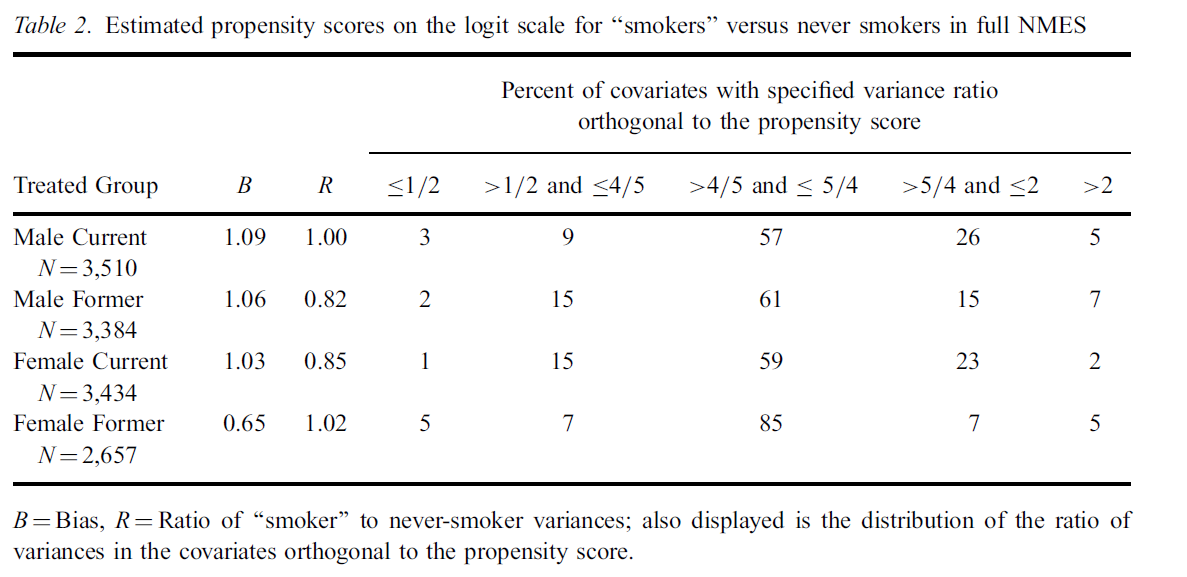 Table 2. Estimated propensity scores on the logit scale for “smokers” versus never smokers in full NMES
Percent of covariates with specified variance ratio
orthogonal to the propensity score
Treated Group B R ≤1/2 >1/2 and ≤4/5 >4/5 and ≤ 5/4 >5/4 and ≤2 >2
Male Current 1.09 1.00 3 9 57 26 5
N=3,510
Male Former 1.06 0.82 2 15 61 15 7
N=3,384
Female Current 1.03 0.85 1 15 59 23 2
N=3,434
Female Former 0.65 1.02 5 7 85 7 5
N=2,657
B=Bias, R=Ratio of “smoker” to never-smoker variances; also displayed is the distribution of the ratio of
variances in the covariates orthogonal to the propensity score.